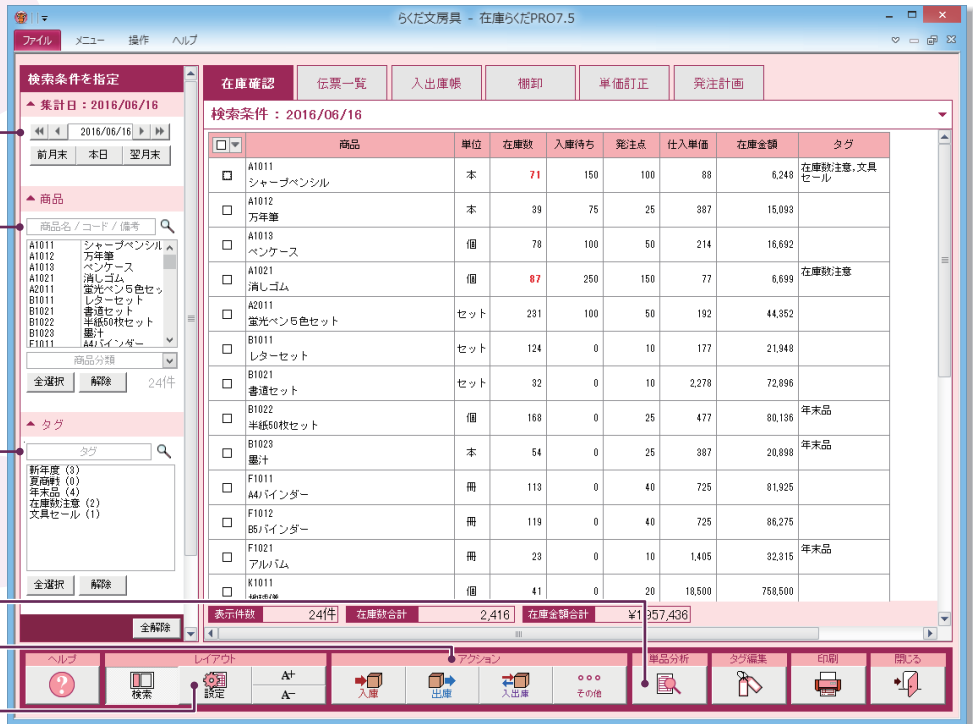 らくだ文房具 - 在庫らくだPRO7.5
ファイル メニュー 操作 ヘルプ
検索条件を指定
集計日：2016/06/16
2016/06/16
前月末 本日 翌月末
商品
商品名 / コード / 備考
A1011 シャープペンシル
A1012 万年筆
A1013 ペンケース
A1021 消しゴム
A2011 蛍光ペン５色セッ
B1011 レターセット
B1021 書道セット
B1022 半紙50枚セット
B1023 墨汁
F1011 A4バインダー
商品分類
全選択 解除 24件
タグ
タグ
新年度 (3)
夏商戦 (0)
年末品 (4)
在庫数注意 (2)
文具セール (1)
全選択 解除
全解除
在庫確認 伝票一覧 入出庫帳 棚卸 単価訂正 発注計画
検索条件：2016/06/16
商品 単位 在庫数 入庫待ち 発注点 仕入単価 在庫金額 タグ
A1011
シャープペンシル 本 71 150 100 88 6,248 在庫数注意,文具
セール
A1012
万年筆 本 39 75 25 387 15,093
A1013
ペンケース 個 78 100 50 214 16,692
A1021
消しゴム 個 87 250 150 77 6,699 在庫数注意
A2011
蛍光ペン５色セット セット 231 100 50 192 44,352
B1011
レターセット セット 124 0 10 177 21,948
B1021
書道セット セット 32 0 10 2,278 72,896
B1022
半紙50枚セット 個 168 0 25 477 80,136 年末品
B1023
墨汁 本 54 0 25 387 20,898 年末品
F1011
A4バインダー 冊 113 0 40 725 81,925
F1012
B5バインダー 冊 119 0 40 725 86,275
F1021
アルバム 冊 23 0 10 1,405 32,315 年末品
K1011
個 41 0 20 18,500 758,500
表示件数 24件 在庫数合計 2,416 在庫金額合計 ¥1,957,436
ヘルプ レイアウト アクション 単品分析 タグ編集 印刷 閉じる
検索 設定 A+ A- 入庫 出庫 入出庫 その他